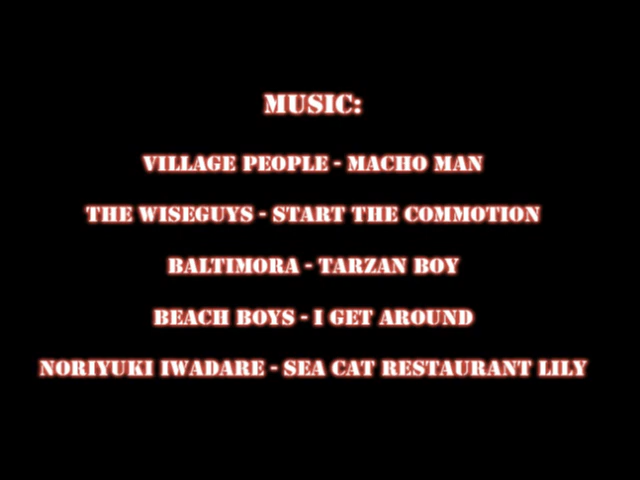 MUSIC:
VILLAGE PEOPLE - MACHO MAN
THE WISEGUYS - START THE COMMOTION
BALTIMORA - TARZAN BOY
BEACH BOYS - I GET AROUND
NORIYUKI IWADARE - SEA CAT RESTAURANT LILY